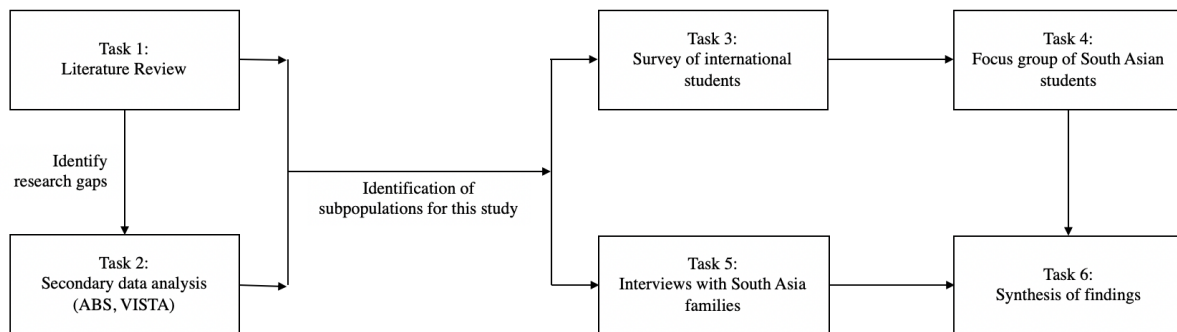 Task 1:
Literature Review
Task 3:
Survey of international
students
Task 4:
Focus group of South Asian
students
Identify
research gaps
Identification of
subpopulations for this study
Task 2:
Secondary data analysis
(ABS, VISTA)
Task 5:
Interviews with South Asia
families
Task 6:
Synthesis of findings